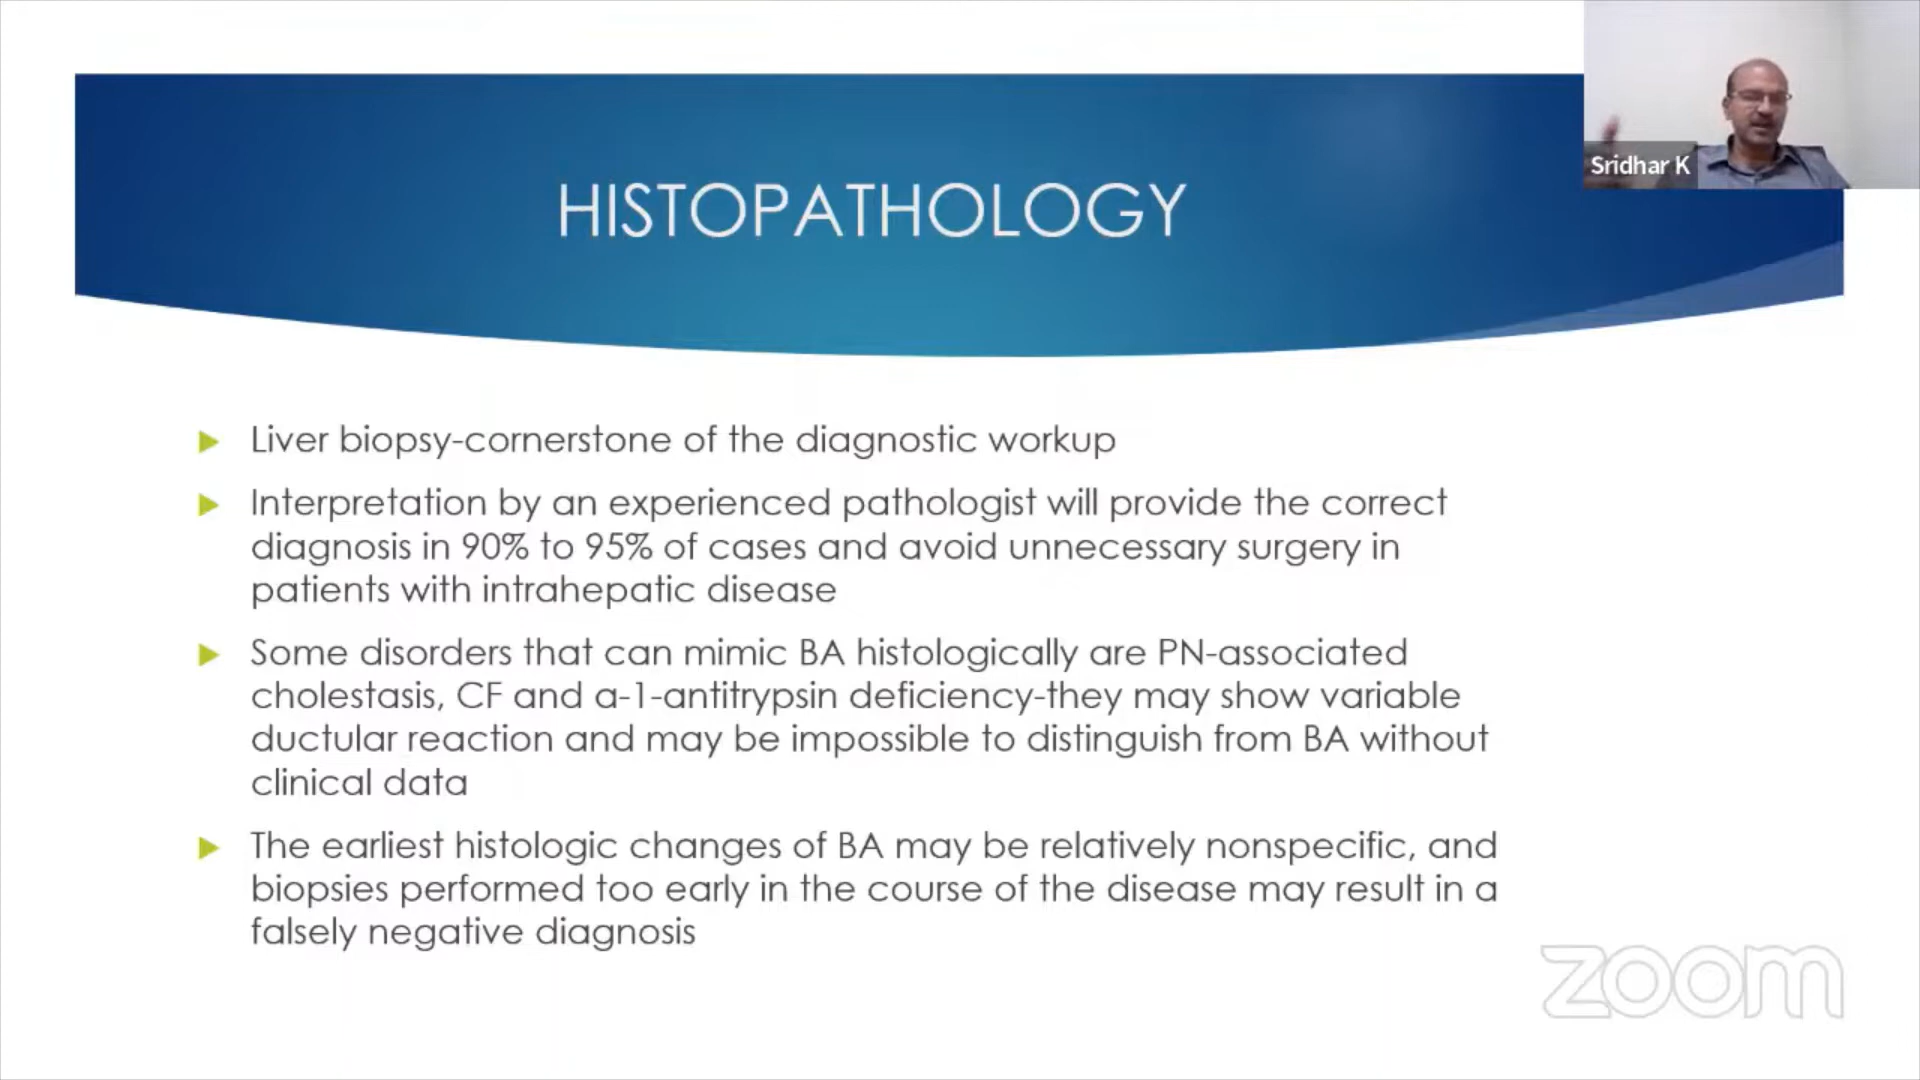 Sridhar K
HISTOPATHOLOGY
Liver biopsy-cornerstone of the diagnostic workup
Interpretation by an experienced pathologist will provide the correct
diagnosis in 90% to 95% of cases and avoid unnecessary surgery in
patients with intrahepatic disease
Some disorders that can mimic BA histologically are PN-associated
cholestasis, CF and a-1-antitrypsin deficiency-they may show variable
ductular reaction and may be impossible to distinguish from BA without
clinical data
The earliest histologic changes of BA may be relatively nonspecific, and
biopsies performed too early in the course of the disease may result in a
falsely negative diagnosis
zoom